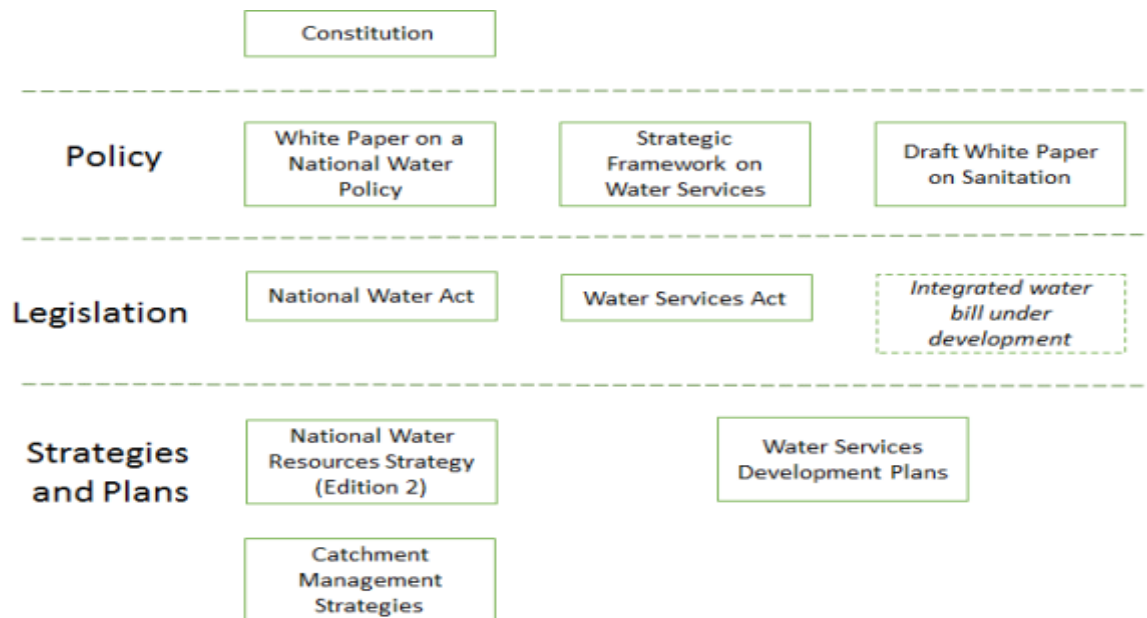 Constitution
Policy
White Paper on a
National Water
Policy
Strategic
Framework on
Water Services
Draft White Paper
on Sanitation
Legislation
National Water Act
Water Services Act
Integrated water
bill under
development
Strategies
and Plans
National Water
Resources Strategy
(Edition 2)
Water Services
Development Plans
Catchment
Management
Strategies